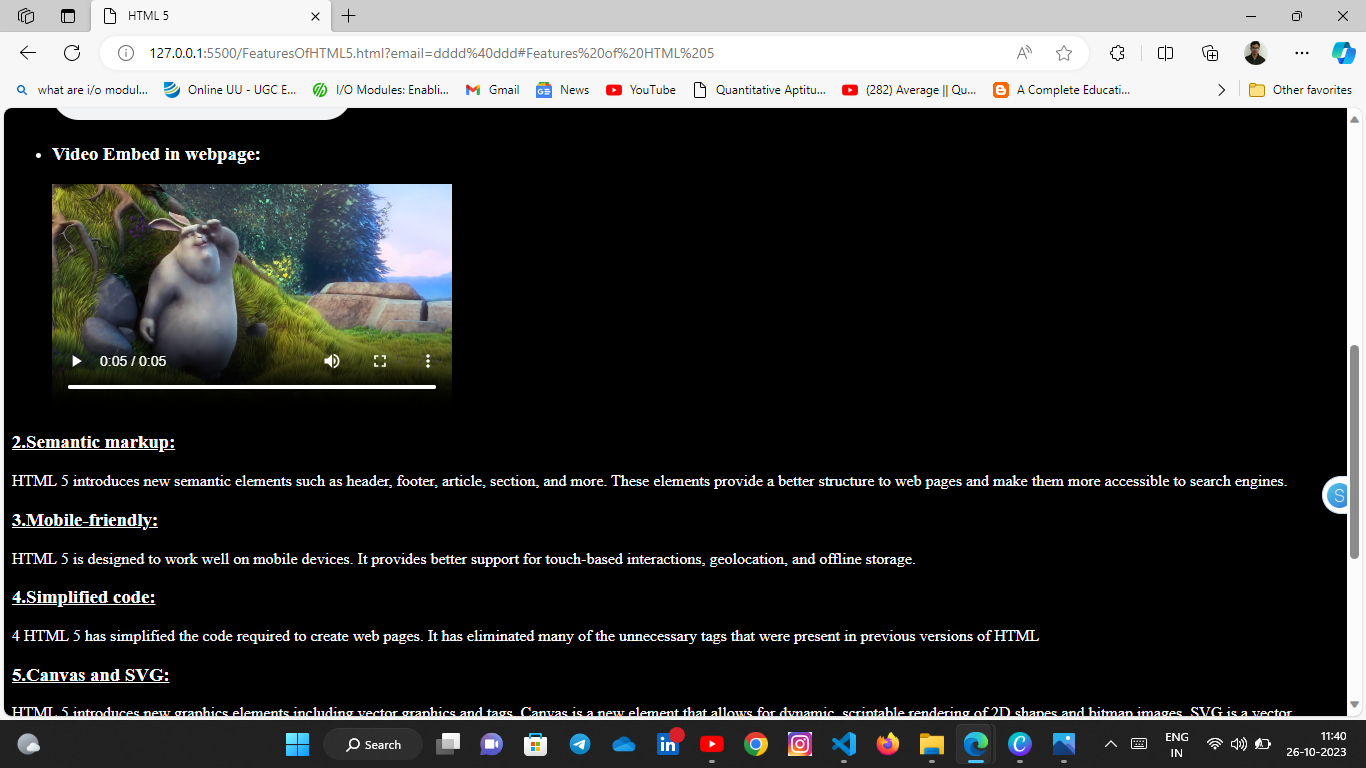 HTML 5
127.0.0.1:5500/FeaturesOfHTML5.html?email=dddd%40ddd#Features%20of%20HTML%205
what are i/o modul... Online UU - UGC E... I/O Modules: Enabli... Gmail News YouTube Quantitative Aptitu... (282) Average || Qu... A Complete Educati... Other favorites
• Video Embed in webpage:
0:05 / 0:05
2.Semantic markup:
HTML 5 introduces new semantic elements such as header, footer, article, section, and more. These elements provide a better structure to web pages and make them more accessible to search engines.
3.Mobile-friendly:
HTML 5 is designed to work well on mobile devices. It provides better support for touch-based interactions, geolocation, and offline storage.
4.Simplified code:
4 HTML 5 has simplified the code required to create web pages. It has eliminated many of the unnecessary tags that were present in previous versions of HTML
5.Canvas and SVG:
HTML 5 introduces new graphics elements including vector graphics and tags. Canvas is a new element that allows for dynamic, scriptable rendering of 2D shapes and bitmap images. SVG is a vector
S
Search
ENG
IN
11:40
26-10-2023